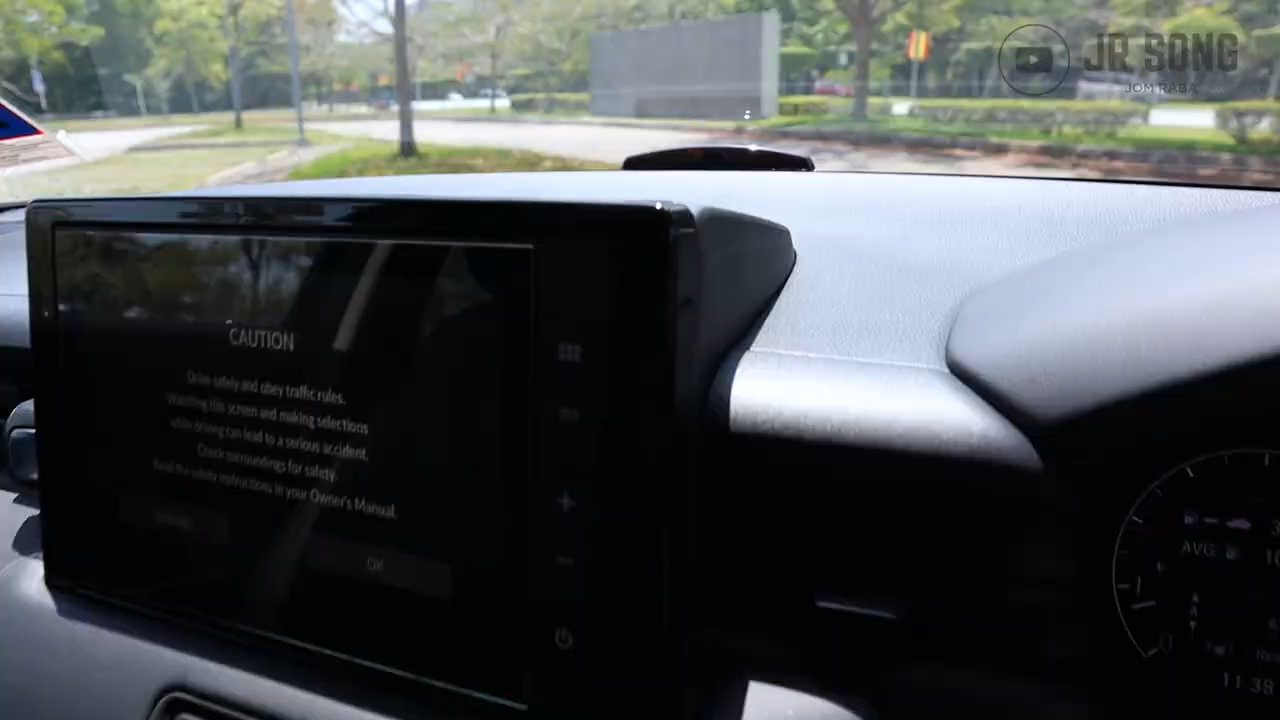 JR SONG
JOM RABA
CAUTION
Drive safely and obey traffic rules.
Watching this screen and making selections
while driving can lead to a serious accident.
Check surroundings for safety.
Read the safety instructions in your Owner's Manual.
OK
AVG.
0
11:38